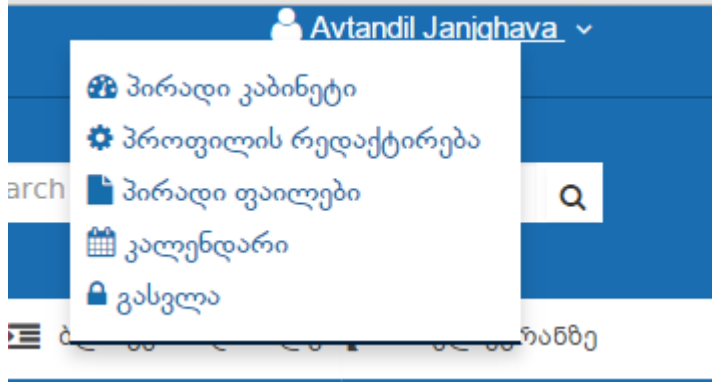 Avtandil Janjghava
პირადი კაბინეტი
პროფილის რედაქტირება
arch
პირადი ფაილები
კალენდარი
გასვლა